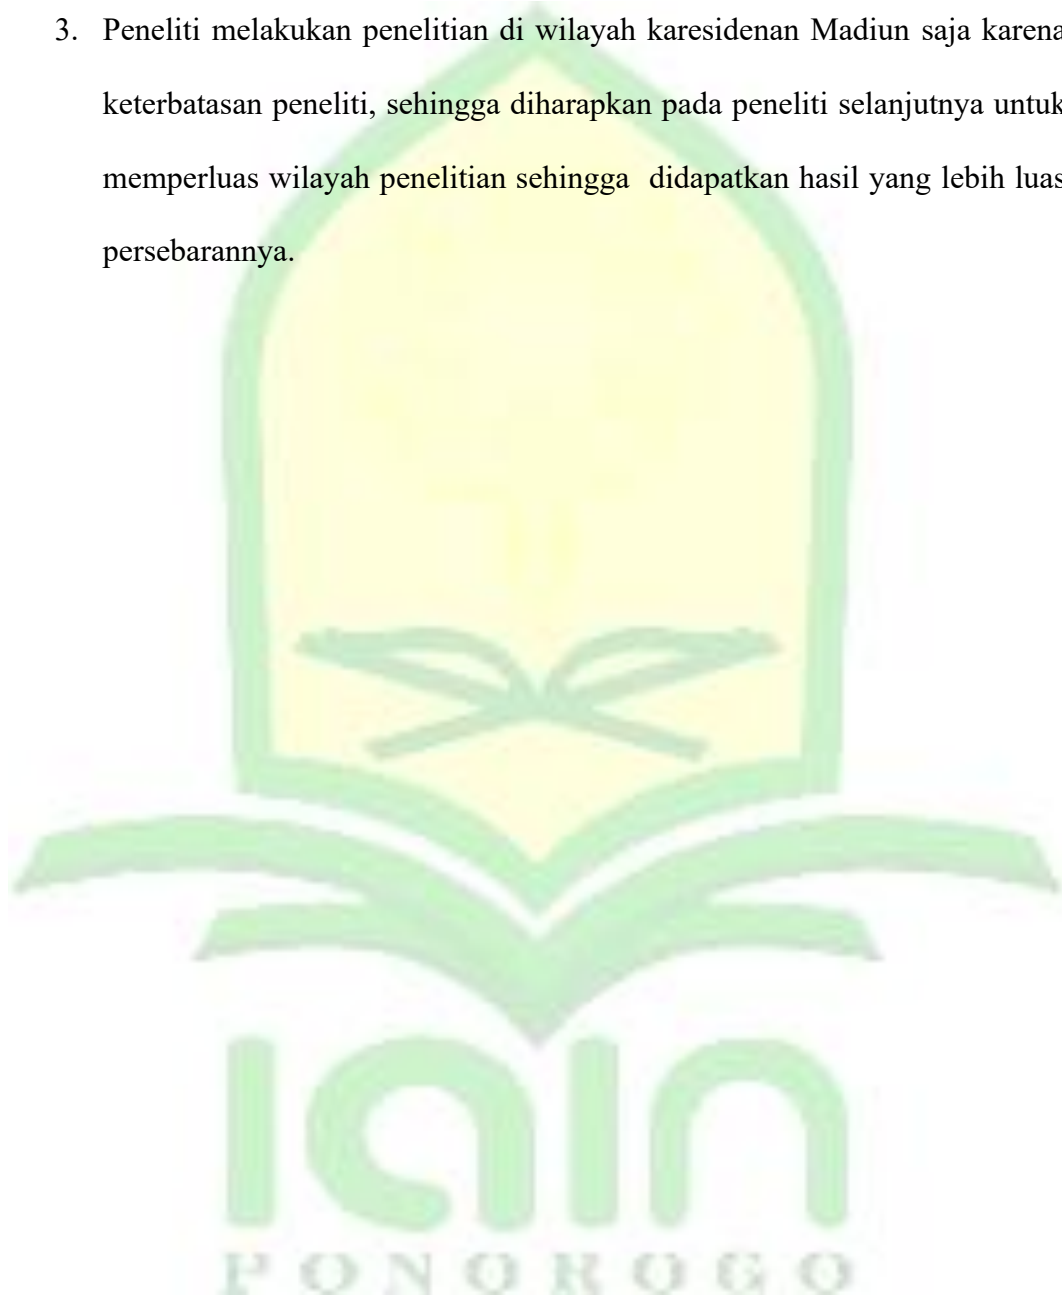 3. Peneliti melakukan penelitian di wilayah karesidenan Madiun saja karena
keterbatasan peneliti, sehingga diharapkan pada peneliti selanjutnya untuk
memperluas wilayah penelitian sehingga  didapatkan hasil yang lebih luas
persebarannya.
iain
PONOROGO